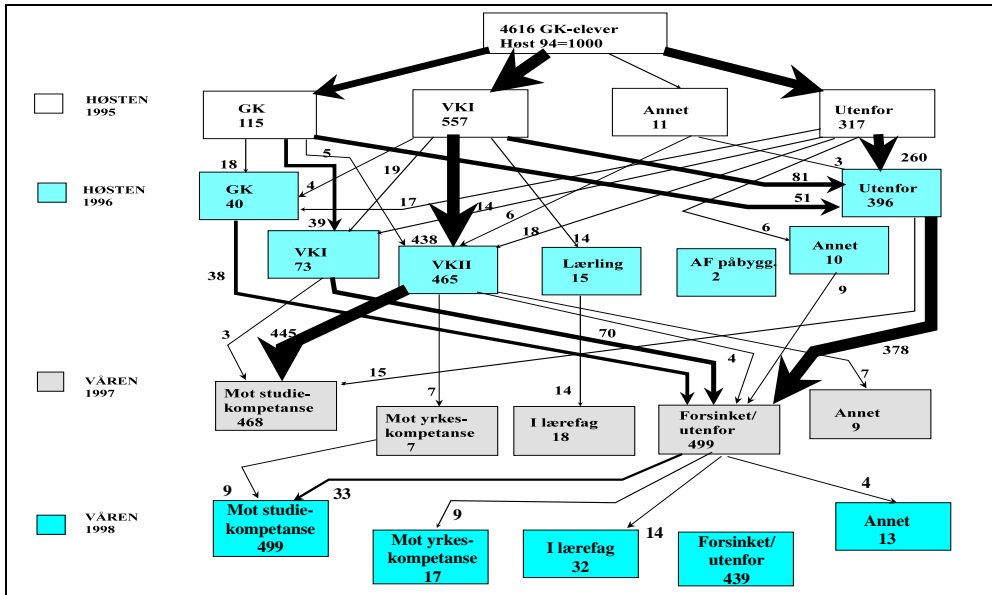 4616 GK-elever
Høst 94=1000
HØSTEN
1995
GK
115
VKI
557
Annet
11
Utenfor
317
18
5
19
3
260
HØSTEN
1996
GK
40
4
17
14
6
18
81
51
Utenfor
396
39
438
14
6
VKI
73
VKII
465
Lærling
15
AF påbygg.
2
Annet
10
38
9
3
445
70
4
378
VÅREN
1997
15
7
14
7
Mot studie-
kompetanse
468
Mot yrkes-
kompetanse
7
I lærefag
18
Forsinket/
utenfor
499
Annet
9
9
33
9
14
4
VÅREN
1998
Mot studie-
kompetanse
499
Mot yrkes-
kompetanse
17
I lærefag
32
Forsinket/
utenfor
439
Annet
13